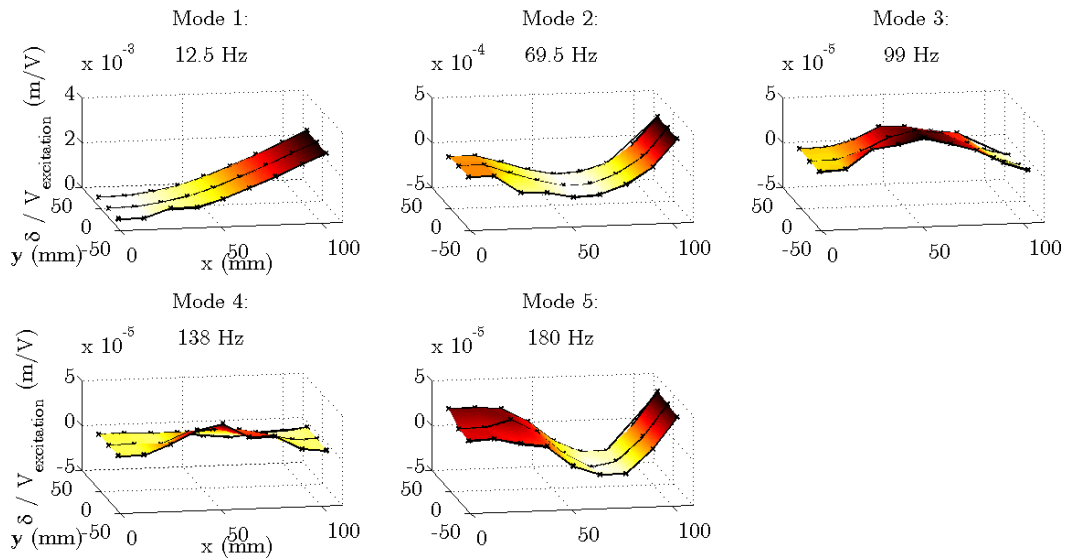 Mode 1:
12.5 Hz
x 10^-3
4
2
0
50
0
-50
0
50
100
δ / V_excitation (m/V)
y (mm)
x (mm)
Mode 2:
69.5 Hz
x 10^-4
5
0
-5
50
0
-50
0
50
100
Mode 3:
99 Hz
x 10^-5
5
0
-5
50
0
-50
0
50
100
Mode 4:
138 Hz
x 10^-5
5
0
-5
50
0
-50
0
50
100
δ / V_excitation (m/V)
y (mm)
x (mm)
Mode 5:
180 Hz
x 10^-5
5
0
-5
50
0
-50
0
50
100